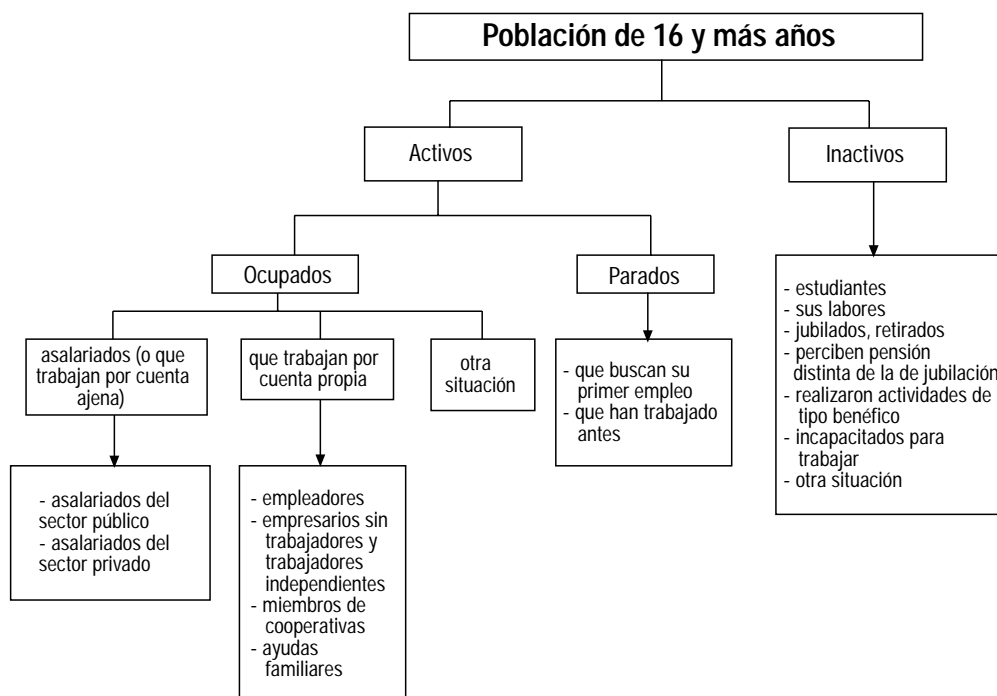 Población de 16 y más años
Activos
Inactivos
Ocupados
Parados
asalariados (o que
trabajan por cuenta
ajena)
que trabajan por
cuenta propia
otra
situación
- que buscan su
primer empleo
- que han trabajado
antes
- estudiantes
- sus labores
- jubilados, retirados
- perciben pensión
distinta de la de jubilación
- realizaron actividades de
tipo benéfico
- incapacitados para
trabajar
- otra situación
- asalariados del
sector público
- asalariados del
sector privado
- empleadores
- empresarios sin
trabajadores y
trabajadores
independientes
- miembros de
cooperativas
- ayudas
familiares